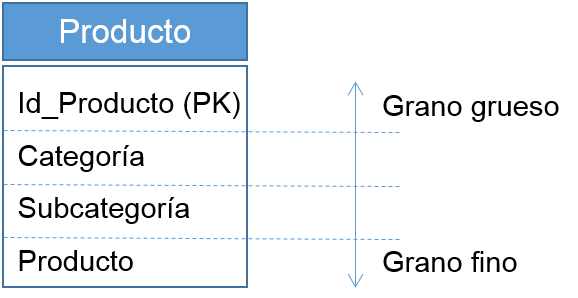 Producto
Id_Producto (PK)
Grano grueso
Categoría
Subcategoría
Producto
Grano fino